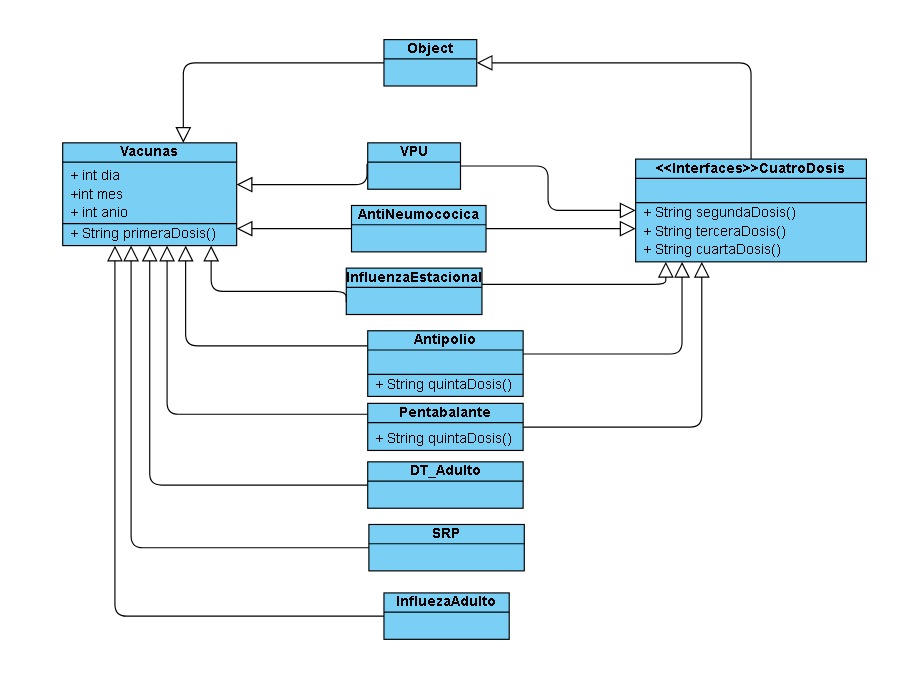 Object
Vacunas
+ int dia
+int mes
+ int anio
+ String primeraDosis()
VPU
<<Interfaces>>CuatroDosis
+ String segundaDosis()
+ String terceraDosis()
+ String cuartaDosis()
AntiNeumococica
InfluenzaEstacional
Antipolio
+ String quintaDosis()
Pentabalante
+ String quintaDosis()
DT_Adulto
SRP
InfluezaAdulto